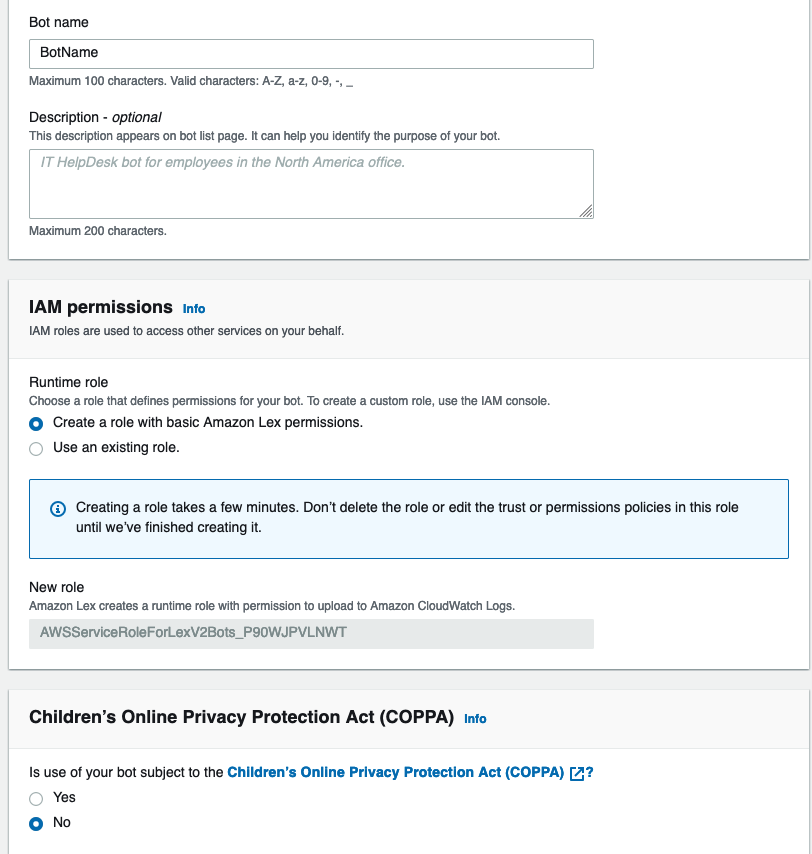 Bot name
BotName
Maximum 100 characters. Valid characters: A-Z, a-z, 0-9, -, _
Description - optional
This description appears on bot list page. It can help you identify the purpose of your bot.
IT HelpDesk bot for employees in the North America office.
Maximum 200 characters.
IAM permissions Info
IAM roles are used to access other services on your behalf.
Runtime role
Choose a role that defines permissions for your bot. To create a custom role, use the IAM console.
Create a role with basic Amazon Lex permissions.
Use an existing role.
Creating a role takes a few minutes. Don’t delete the role or edit the trust or permissions policies in this role
until we’ve finished creating it.
New role
Amazon Lex creates a runtime role with permission to upload to Amazon CloudWatch Logs.
AWSServiceRoleForLexV2Bots_P90WJPVLNWT
Children’s Online Privacy Protection Act (COPPA) Info
Is use of your bot subject to the Children’s Online Privacy Protection Act (COPPA) ?
Yes
No